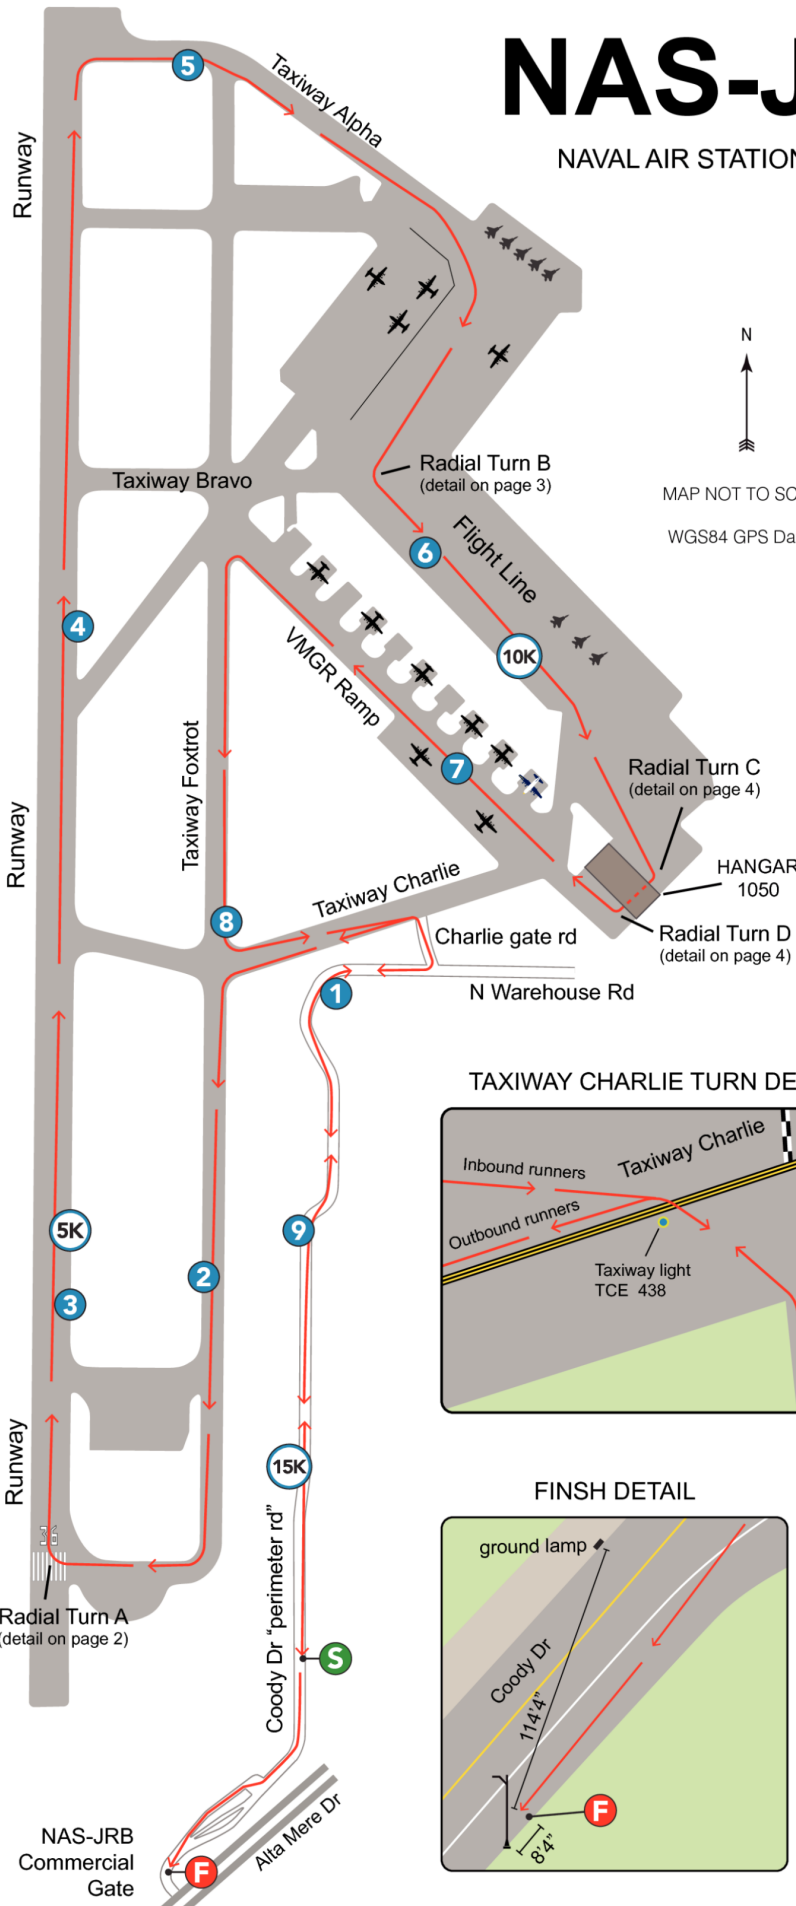 NAS-J
NAVAL AIR STATION
5
Taxiway Alpha
Runway
N
Radial Turn B
(detail on page 3)
Taxiway Bravo
MAP NOT TO SC
WGS84 GPS Da
6
Flight Line
4
10K
VMGR Ramp
Taxiway Foxtrot
7
Radial Turn C
(detail on page 4)
Runway
HANGAR
1050
Taxiway Charlie
8
Radial Turn D
(detail on page 4)
Charlie gate rd
1
N Warehouse Rd
TAXIWAY CHARLIE TURN DE
Taxiway Charlie
Inbound runners
Outbound runners
Taxiway light
TCE 438
5K
9
2
3
Runway
15K
FINSH DETAIL
ground lamp
Coody Dr
114'4"
F
8'4"
Coody Dr "perimeter rd"
Radial Turn A
(detail on page 2)
S
NAS-JRB
Commercial
Gate
F
Alta Mere Dr